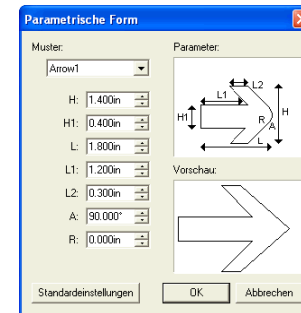 Parametrische Form
Muster:
Arrow1
H: 1.400in
H1: 0.400in
L: 1.800in
L1: 1.200in
L2: 0.300in
A: 90.000°
R: 0.000in
Parameter:
L2
L1
H1
R
A
H
L
Vorschau:
Standardeinstellungen
OK
Abbrechen